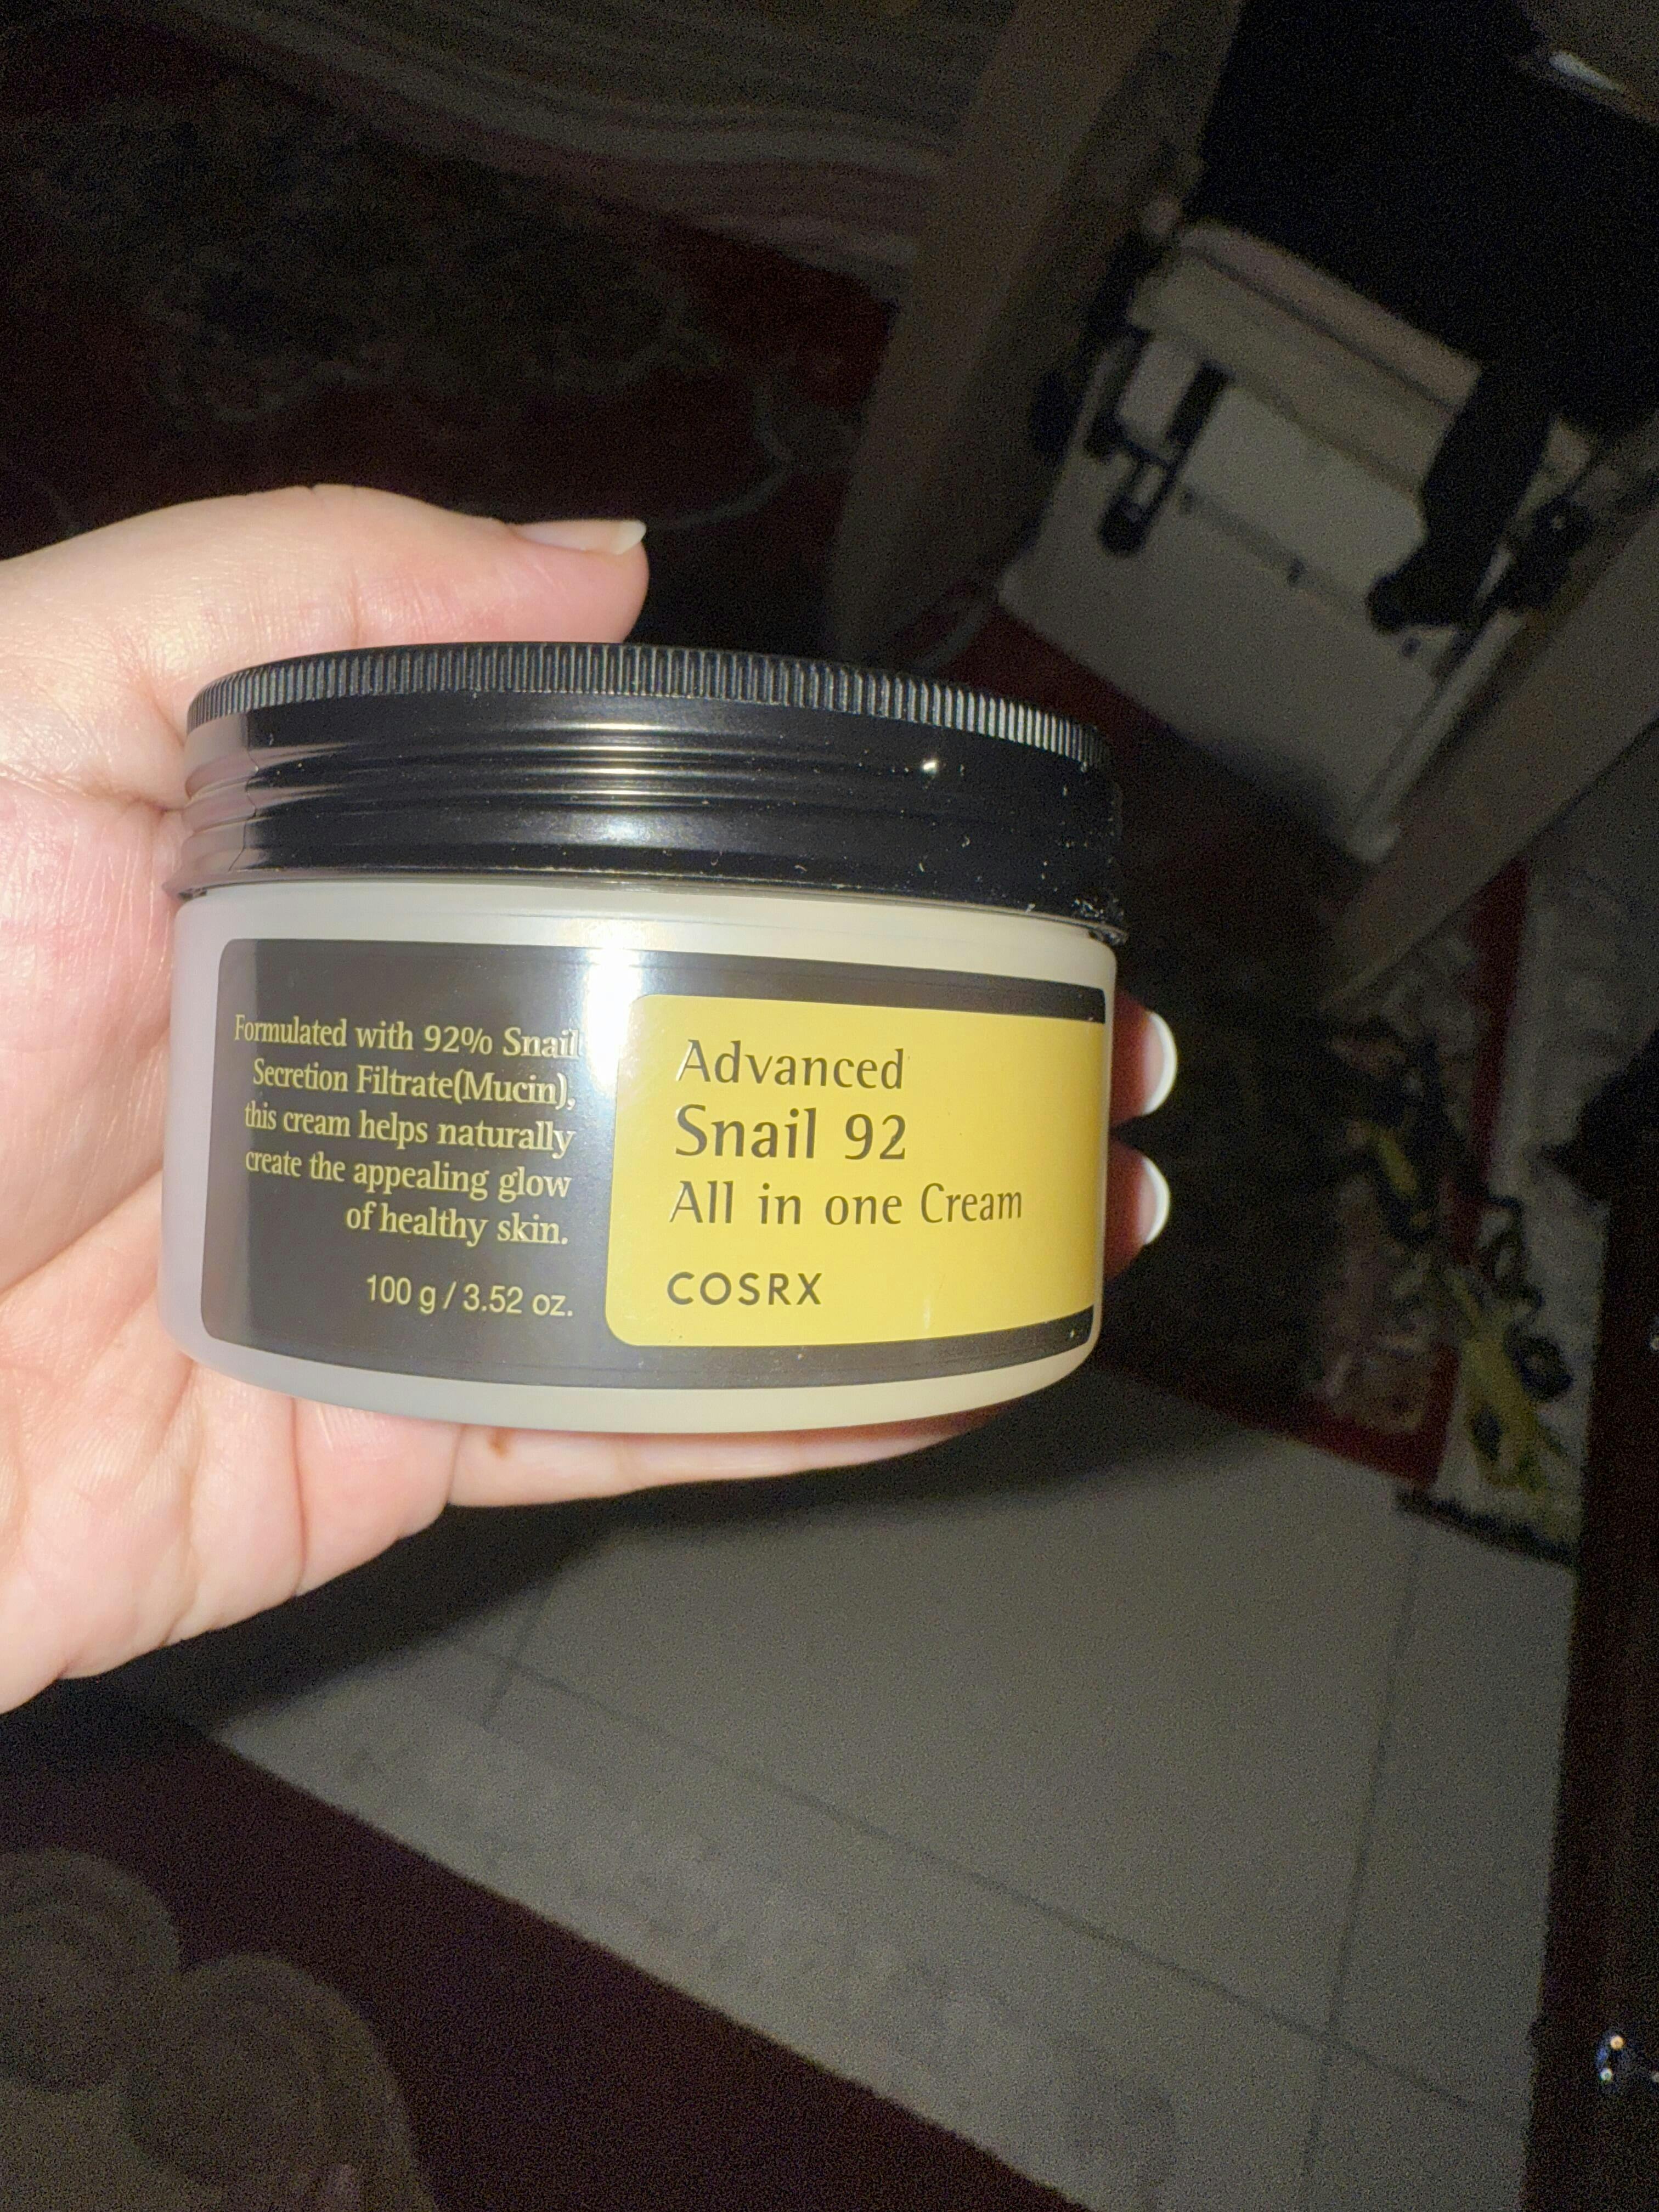 Formulated with 92% Snail
Secretion Filtrate(Mucin),
this cream helps naturally
create the appealing glow
of healthy skin.
100 g / 3.52 oz.
Advanced
Snail 92
All in one Cream
COSRX